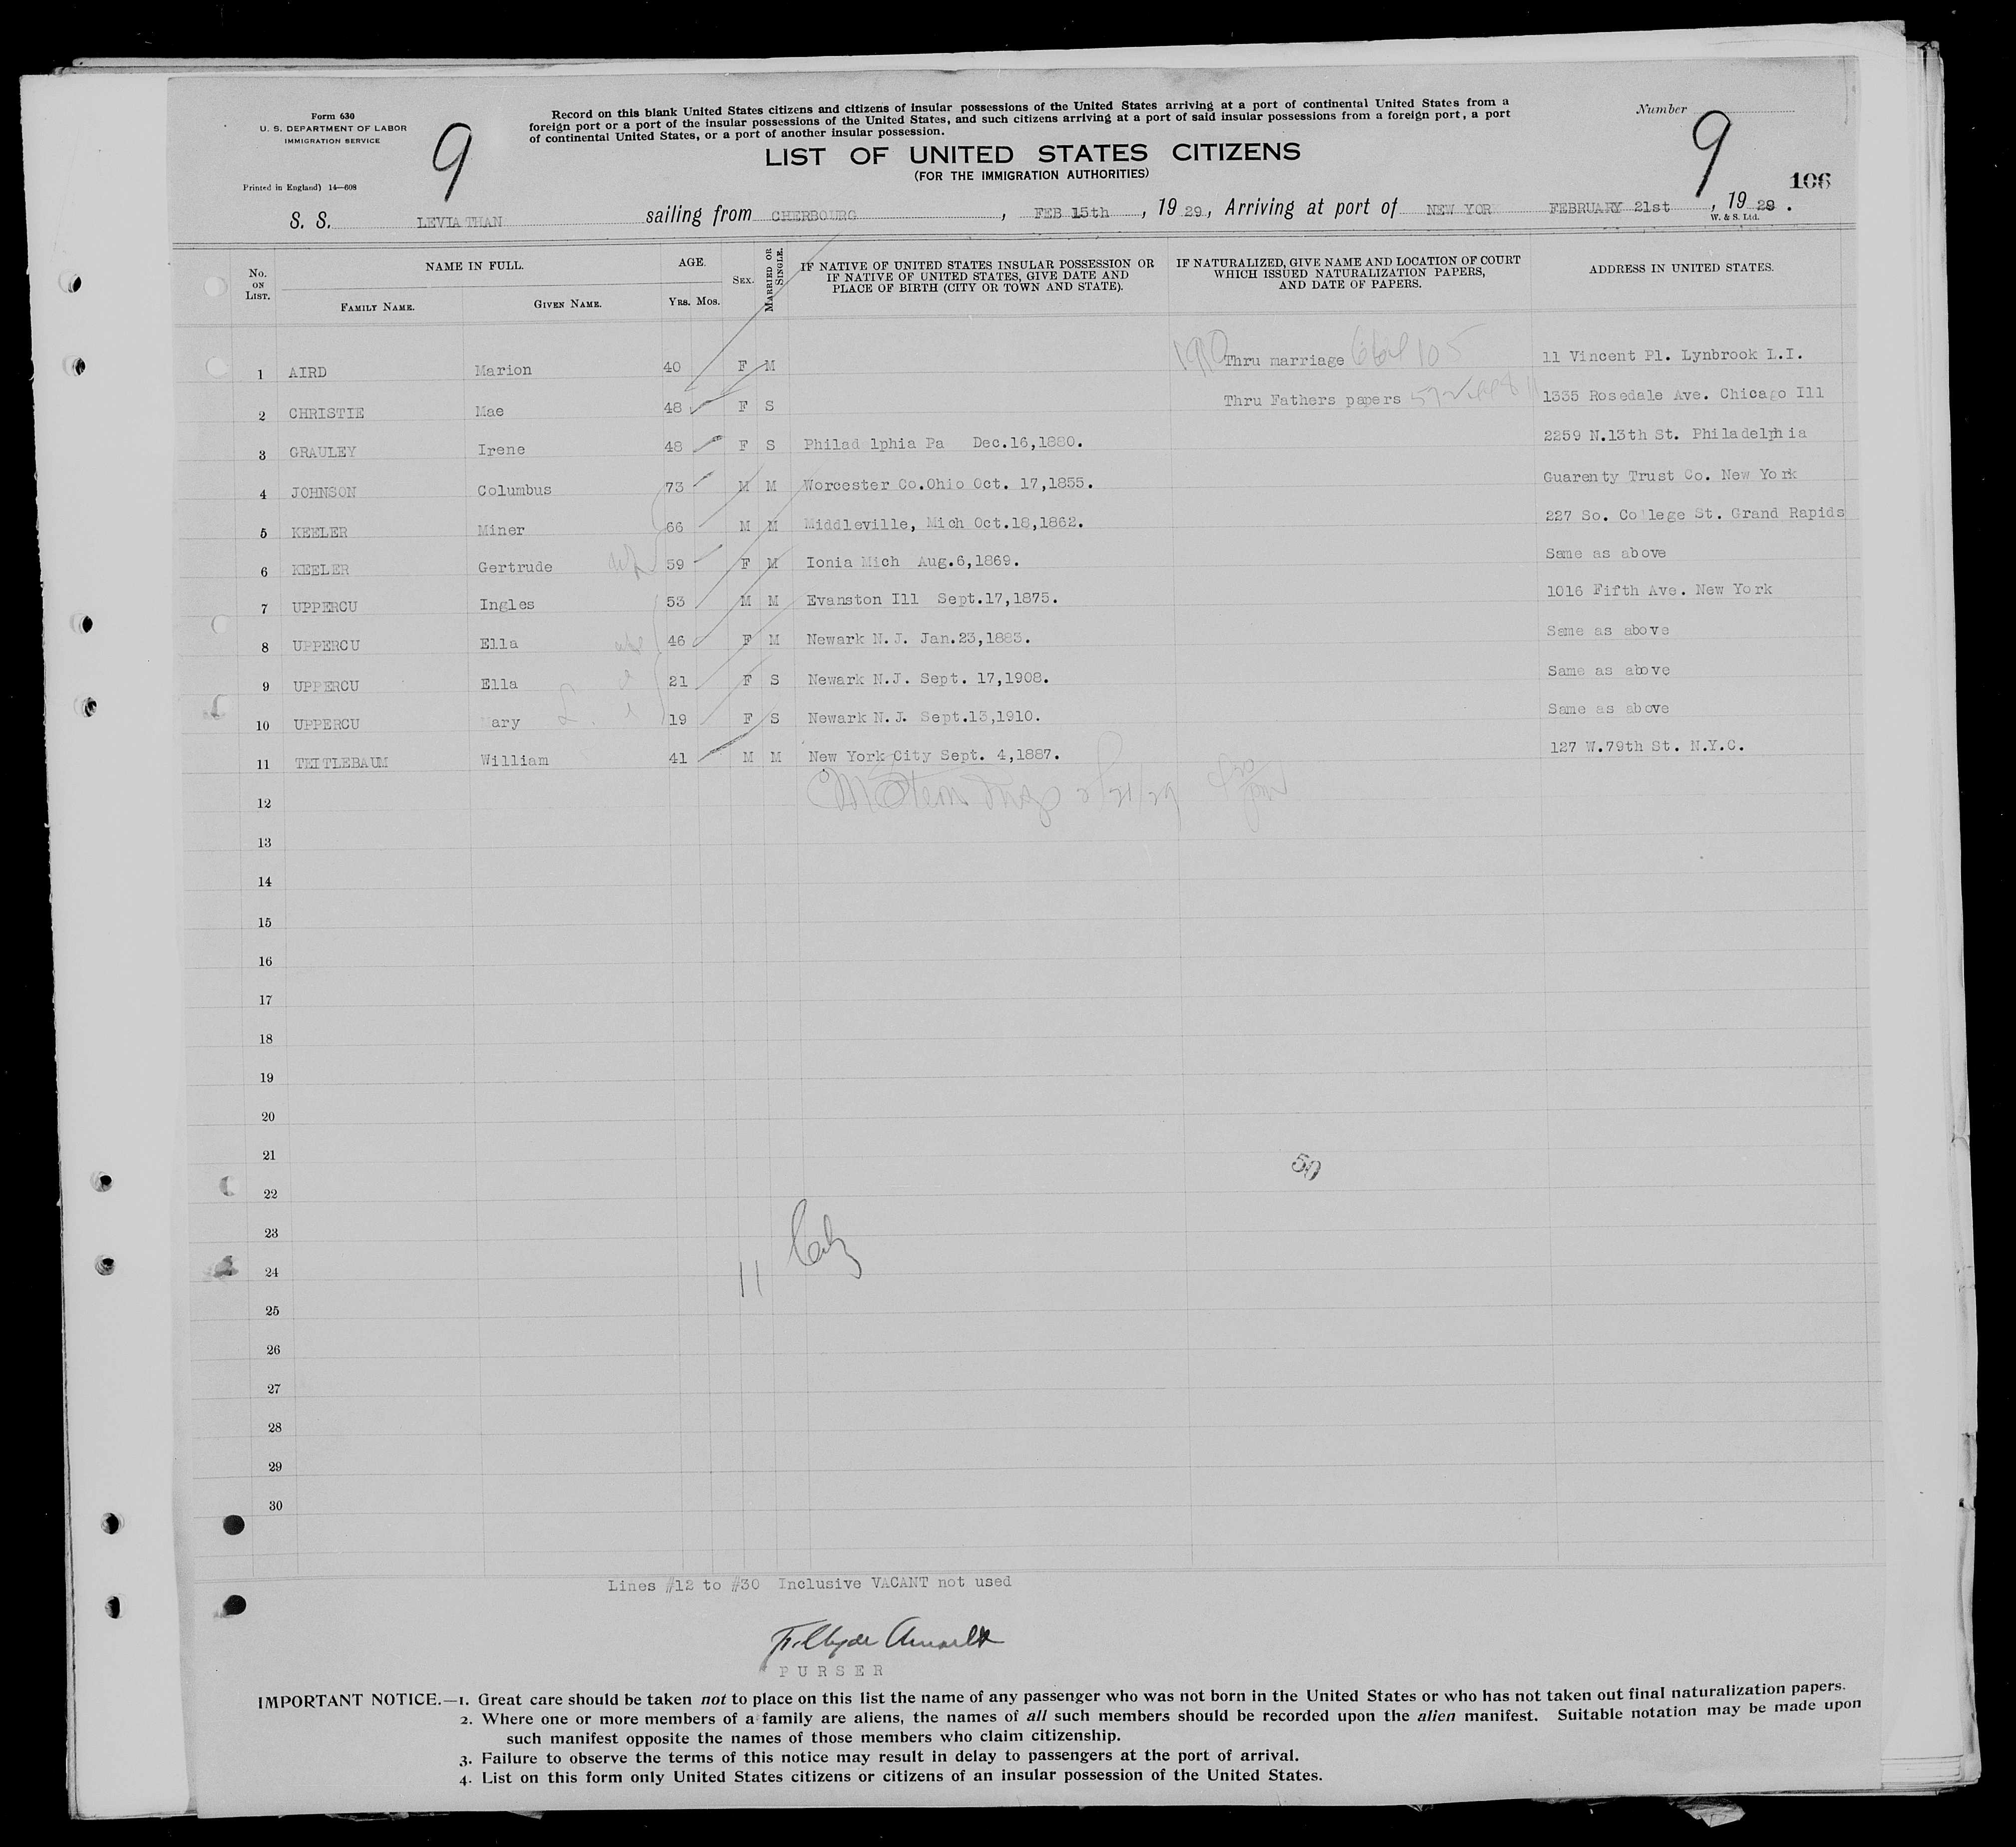 Form 630
U. S. DEPARTMENT OF LABOR
IMMIGRATION SERVICE
Printed in England) 14—608
9
Record on this blank United States citizens and citizens of insular possessions of the United States arriving at a port of continental United States from a
foreign port or a port of the insular possessions of the United States, and such citizens arriving at a port of said insular possessions from a foreign port, a port
of continental United States, or a port of another insular possession.
Number
9
106
LIST OF UNITED STATES CITIZENS
(FOR THE IMMIGRATION AUTHORITIES)
S. S. LEVIATHAN sailing from CHERBOURG , FEB 15th , 19 29, Arriving at port of NEW YOR FEBRUARY 21st , 19 29 .
W. & S. Ltd.
No. ON LIST. NAME IN FULL. AGE. SEX. MARRIED OR SINGLE. IF NATIVE OF UNITED STATES INSULAR POSSESSION OR IF NATIVE OF UNITED STATES, GIVE DATE AND PLACE OF BIRTH (CITY OR TOWN AND STATE). IF NATURALIZED, GIVE NAME AND LOCATION OF COURT WHICH ISSUED NATURALIZATION PAPERS, AND DATE OF PAPERS. ADDRESS IN UNITED STATES.
FAMILY NAME. GIVEN NAME. YRS. MOS.
1 AIRD Marion 40 F M Thru marriage 105 11 Vincent Pl. Lynbrook L.I.
2 CHRISTIE Mae 48 F S Thru Fathers papers 1335 Rosedale Ave. Chicago Ill
3 GRAULEY Irene 48 F S Philad lphia Pa Dec.16,1880. 2259 N.13th St. Philadelphia
4 JOHNSON Columbus 73 M M Worcester Co.Ohio Oct. 17,1855. Guarenty Trust Co. New York
5 KEELER Miner 66 M M Middleville, Mich Oct.18,1862. 227 So. Co lege St. Grand Rapids
6 KEELER Gertrude 59 F M Ionia Mich Aug.6,1869. Same as above
7 UPPERCU Ingles 53 M M Evanston Ill Sept.17,1875. 1016 Fifth Ave. New York
8 UPPERCU Ella 46 F M Newark N.J. Jan.23,1883. Same as above
9 UPPERCU Ella 21 F S Newark N.J. Sept. 17,1908. Same as above
10 UPPERCU Mary 19 F S Newark N.J. Sept.13,1910. Same as above
11 TEITLEBAUM William 41 M M New York City Sept. 4,1887. 127 W.79th St. N.Y.C.
12 2/21/29
13
14
15
16
17
18
19
20
21
50
22
23
24
11
25
26
27
28
29
30
Lines #12 to #30 Inclusive VACANT not used
PURSER
IMPORTANT NOTICE.—1. Great care should be taken not to place on this list the name of any passenger who was not born in the United States or who has not taken out final naturalization papers.
2. Where one or more members of a family are aliens, the names of all such members should be recorded upon the alien manifest. Suitable notation may be made upon
such manifest opposite the names of those members who claim citizenship.
3. Failure to observe the terms of this notice may result in delay to passengers at the port of arrival.
4. List on this form only United States citizens or citizens of an insular possession of the United States.